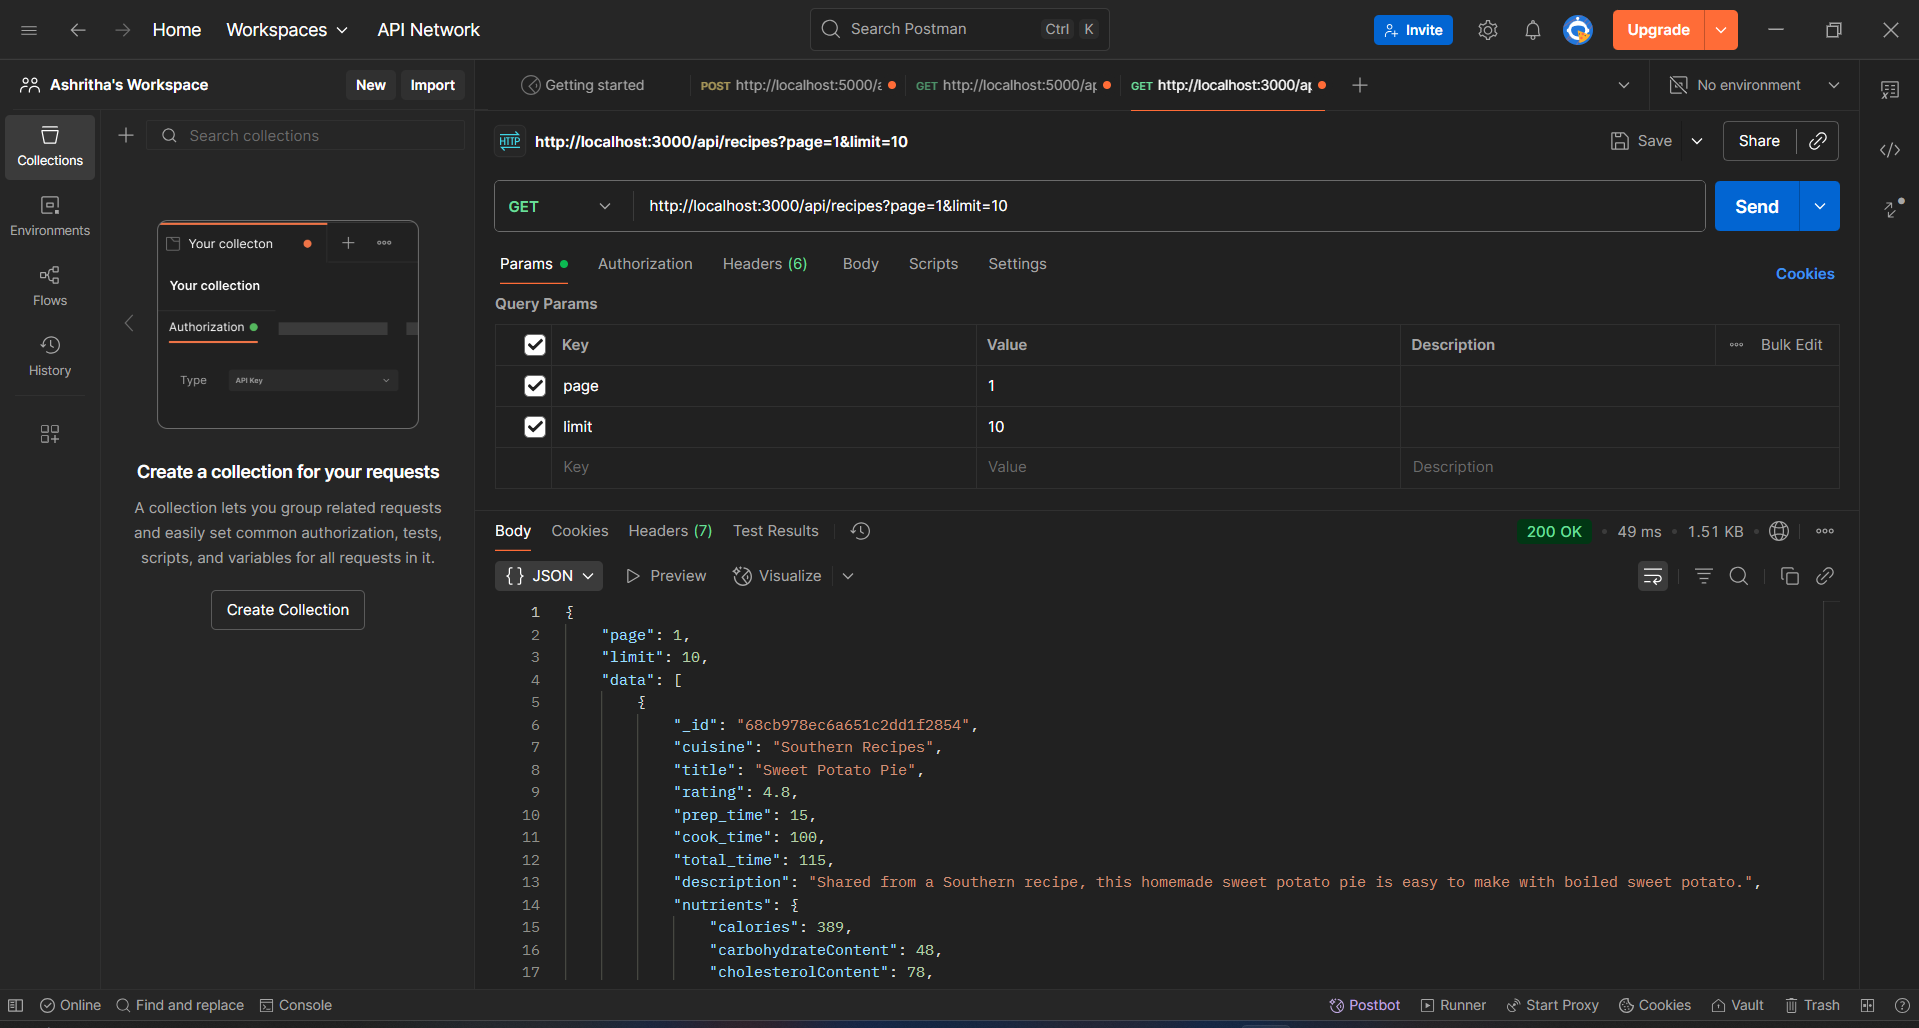 Home Workspaces API Network Search Postman Ctrl K Invite Upgrade
Ashritha's Workspace New Import Getting started POST http://localhost:5000/ GET http://localhost:5000/ap GET http://localhost:3000/ap No environment
Collections
Environments
Flows
History
Search collections
Your collecton
Your collection
Authorization
Type API Key
Create a collection for your requests
A collection lets you group related requests
and easily set common authorization, tests,
scripts, and variables for all requests in it.
Create Collection
HTTP http://localhost:3000/api/recipes?page=1&limit=10 Save Share
GET http://localhost:3000/api/recipes?page=1&limit=10 Send
Params Authorization Headers (6) Body Scripts Settings Cookies
Query Params
Key Value Description Bulk Edit
page 1
limit 10
Key Value Description
Body Cookies Headers (7) Test Results 200 OK 49 ms 1.51 KB
{} JSON Preview Visualize
1 {
2 "page": 1,
3 "limit": 10,
4 "data": [
5 {
6 "_id": "68cb978ec6a651c2dd1f2854",
7 "cuisine": "Southern Recipes",
8 "title": "Sweet Potato Pie",
9 "rating": 4.8,
10 "prep_time": 15,
11 "cook_time": 100,
12 "total_time": 115,
13 "description": "Shared from a Southern recipe, this homemade sweet potato pie is easy to make with boiled sweet potato.",
14 "nutrients": {
15 "calories": 389,
16 "carbohydrateContent": 48,
17 "cholesterolContent": 78,
Online Find and replace Console Postbot Runner Start Proxy Cookies Vault Trash